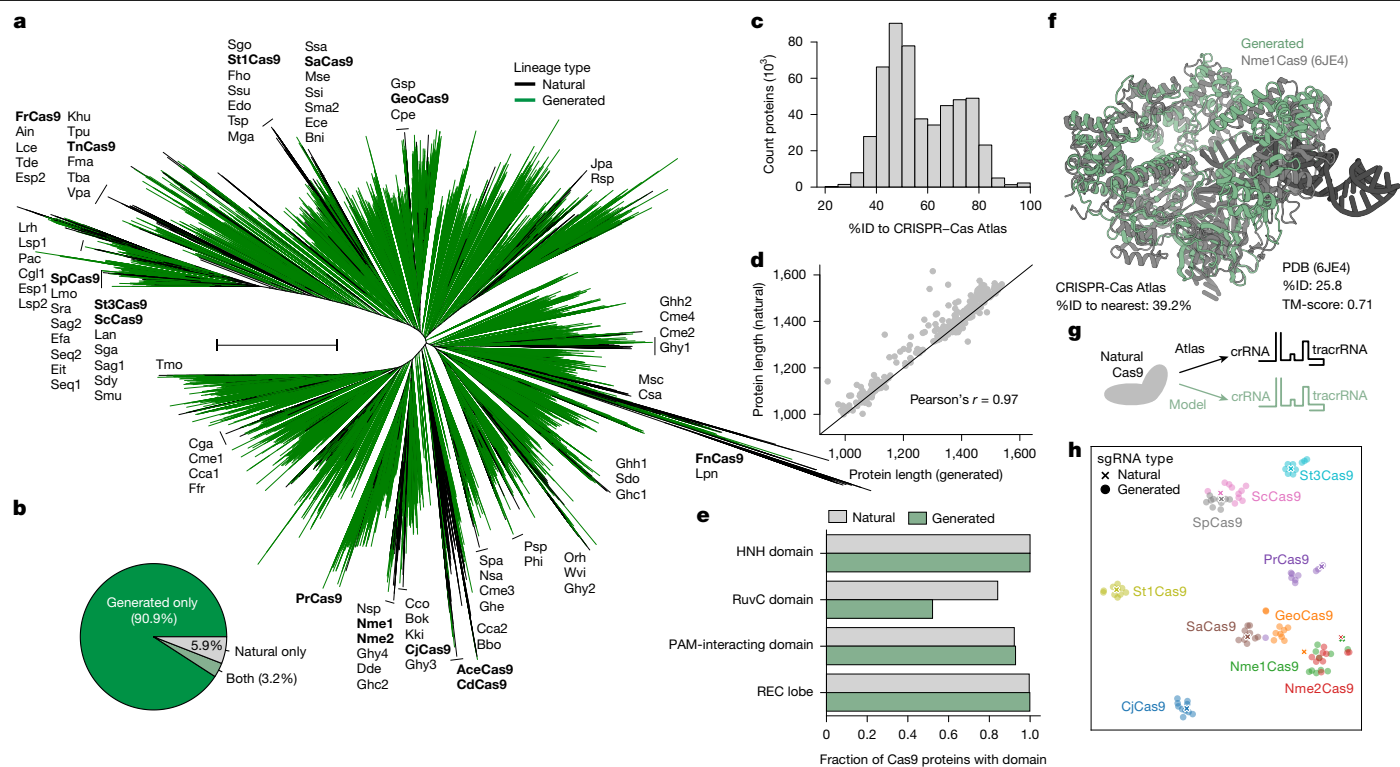 a
Sgo
St1Cas9
Fho
Ssu
Edo
Tsp
Mga
Ssa
SaCas9
Mse
Ssi
Sma2
Ece
Bni
Gsp
GeoCas9
Cpe
Lineage type
Natural
Generated
FrCas9
Ain
Lce
Tde
Esp2
Khu
Tpu
TnCas9
Fma
Tba
Vpa
Jpa
Rsp
Lrh
Lsp1
Pac
Cgl1
Esp1
Lsp2
SpCas9
Lmo
Sra
Sag2
Efa
Seq2
Eit
Seq1
St3Cas9
ScCas9
Lan
Sga
Sag1
Sdy
Smu
Tmo
Ghh2
Cme4
Cme2
Ghy1
Msc
Csa
FnCas9
Lpn
Cga
Cme1
Cca1
Ffr
Ghh1
Sdo
Ghc1
Psp
Phi
Orh
Wvi
Ghy2
Spa
Nsa
Cme3
Ghe
Cca2
Bbo
AceCas9
CdCas9
Cco
Bok
Kki
CjCas9
Ghy3
Nsp
Nme1
Nme2
Ghy4
Dde
Ghc2
PrCas9
b
Generated only
(90.9%)
5.9%
Natural only
Both (3.2%)
c
Count proteins (10³)
80
60
40
20
0
20 40 60 80 100
%ID to CRISPR–Cas Atlas
d
Protein length (natural)
1,600
1,400
1,200
1,000
Pearson's r = 0.97
1,000 1,200 1,400 1,600
Protein length (generated)
e
Natural
Generated
HNH domain
RuvC domain
PAM-interacting domain
REC lobe
0 0.2 0.4 0.6 0.8 1.0
Fraction of Cas9 proteins with domain
f
Generated
Nme1Cas9 (6JE4)
CRISPR-Cas Atlas
%ID to nearest: 39.2%
PDB (6JE4)
%ID: 25.8
TM-score: 0.71
g
Natural
Cas9
Atlas
crRNA
tracrRNA
Model
crRNA
tracrRNA
h
sgRNA type
Natural
Generated
St3Cas9
ScCas9
SpCas9
PrCas9
St1Cas9
GeoCas9
SaCas9
Nme1Cas9
Nme2Cas9
CjCas9